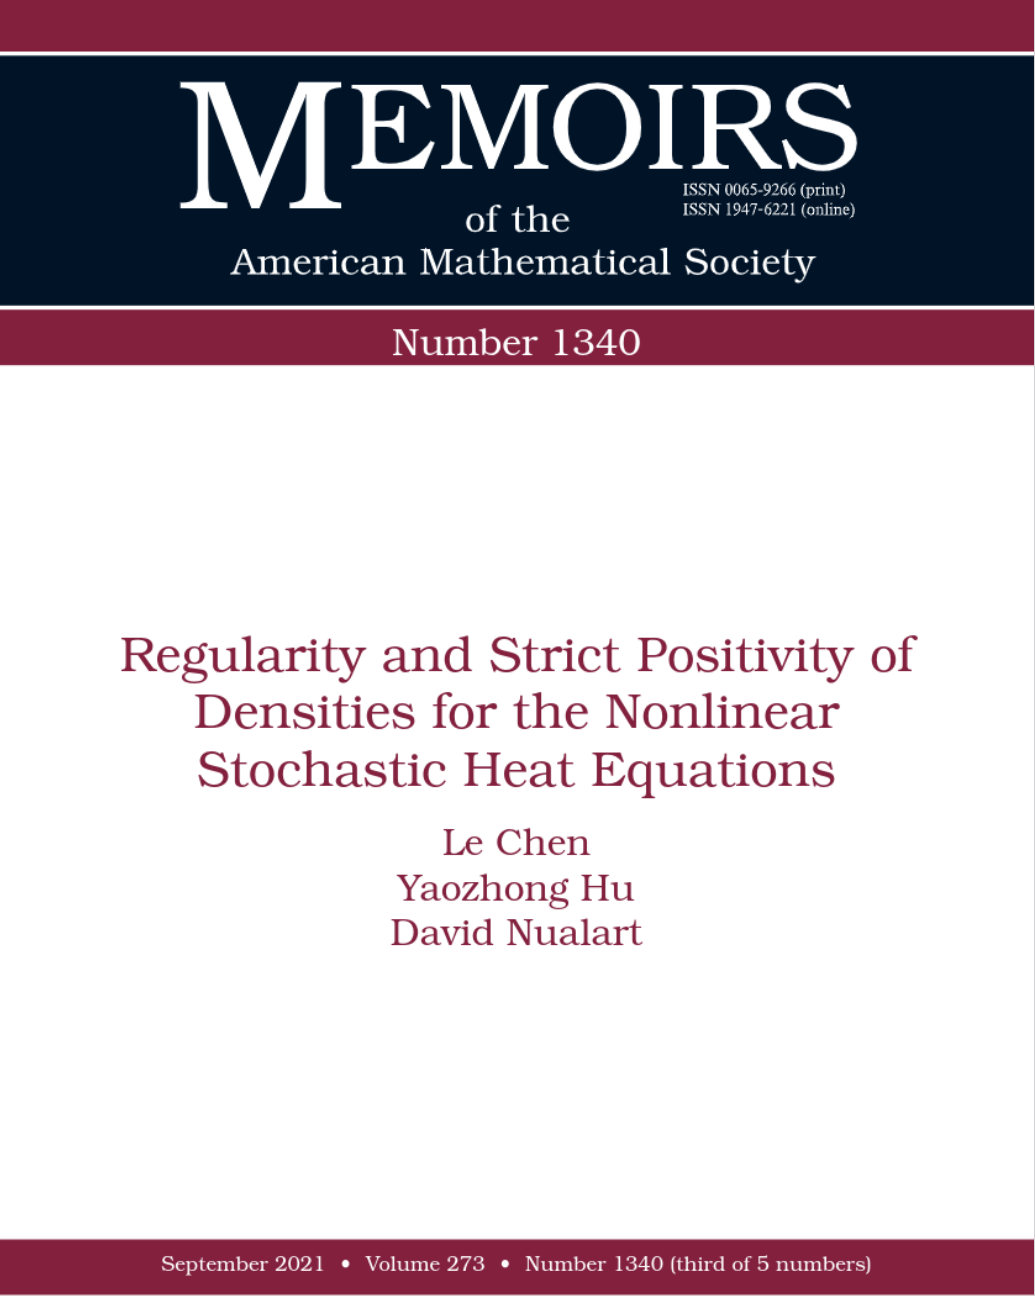 MEMOIRS
ISSN 0065-9266 (print)
ISSN 1947-6221 (online)
of the
American Mathematical Society
Number 1340
Regularity and Strict Positivity of
Densities for the Nonlinear
Stochastic Heat Equations
Le Chen
Yaozhong Hu
David Nualart
September 2021 • Volume 273 • Number 1340 (third of 5 numbers)